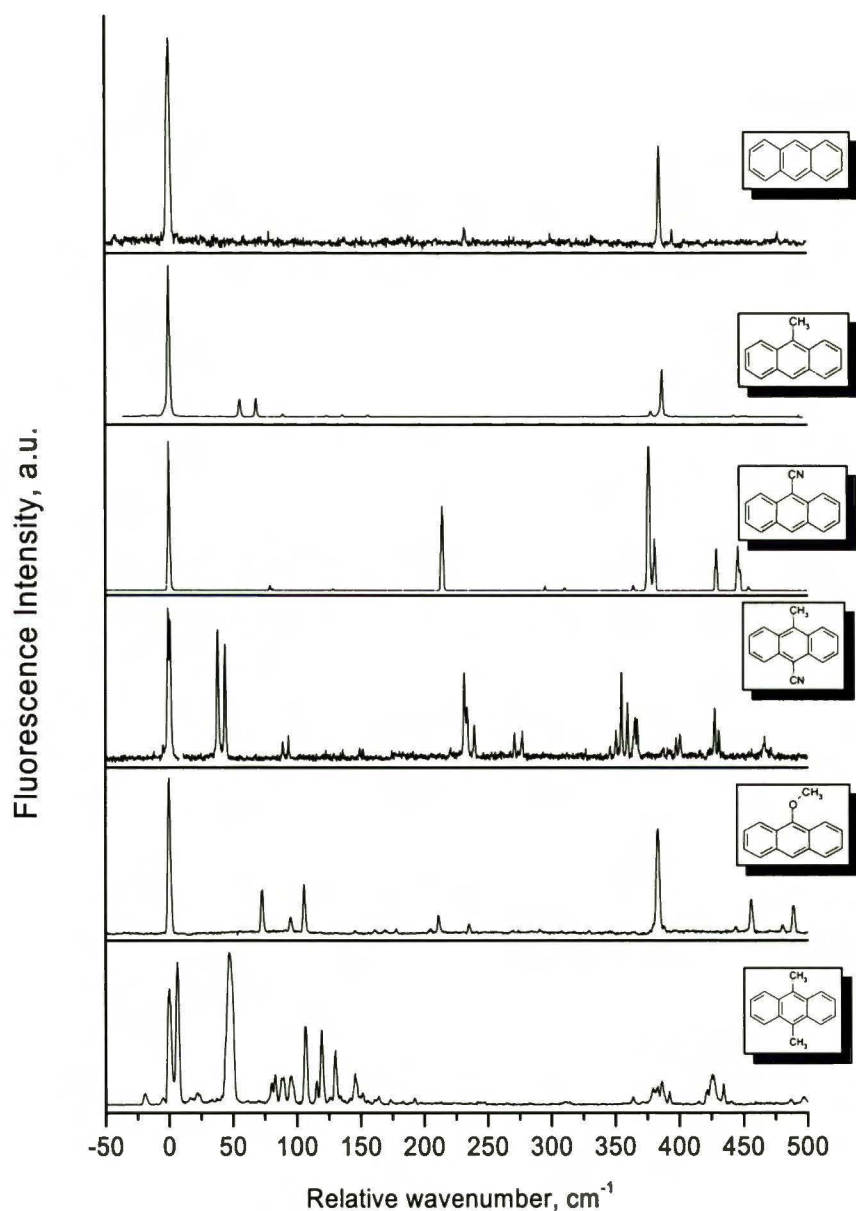 Fluorescence Intensity, a.u.
CH₃
CN
CH₃
CN
O
CH₃
CH₃
CH₃
-50 0 50 100 150 200 250 300 350 400 450 500
Relative wavenumber, cm⁻¹